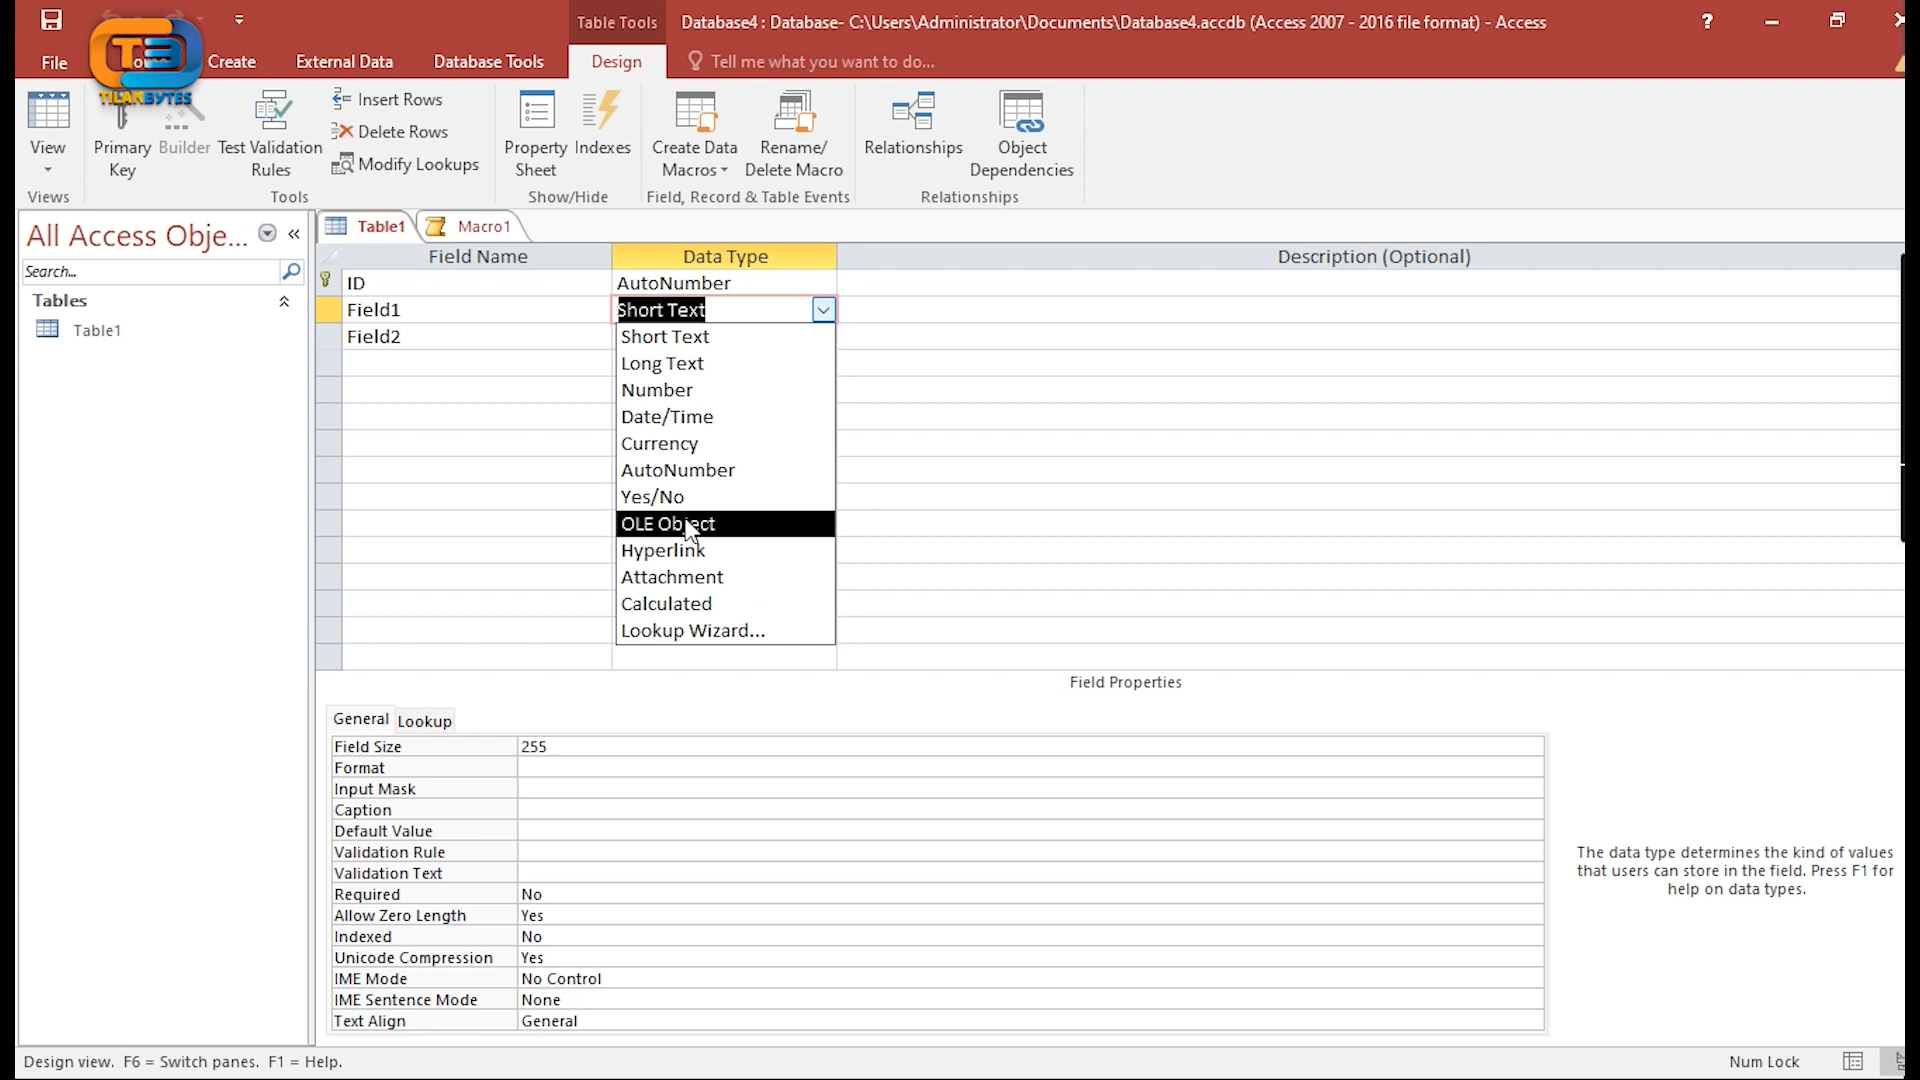 Table Tools
Database4 : Database- C:\Users\Administrator\Documents\Database4.accdb (Access 2007 - 2016 file format) - Access
?
File
T3
TILANBYTES
Create
External Data
Database Tools
Design
Tell me what you want to do...
View
Primary
Key
Builder
Test Validation
Rules
Insert Rows
Delete Rows
Modify Lookups
Property
Sheet
Indexes
Create Data
Macros
Rename/
Delete Macro
Relationships
Object
Dependencies
Views
Tools
Show/Hide
Field, Record & Table Events
Relationships
All Access Obje...
Search...
Tables
Table1
Table1
Macro1
Field Name
Data Type
Description (Optional)
ID
AutoNumber
Field1
Short Text
Field2
Short Text
Long Text
Number
Date/Time
Currency
AutoNumber
Yes/No
OLE Object
Hyperlink
Attachment
Calculated
Lookup Wizard...
Field Properties
General
Lookup
Field Size 255
Format
Input Mask
Caption
Default Value
Validation Rule
Validation Text
Required No
Allow Zero Length Yes
Indexed No
Unicode Compression Yes
IME Mode No Control
IME Sentence Mode None
Text Align General
The data type determines the kind of values
that users can store in the field. Press F1 for
help on data types.
Design view. F6 = Switch panes. F1 = Help.
Num Lock